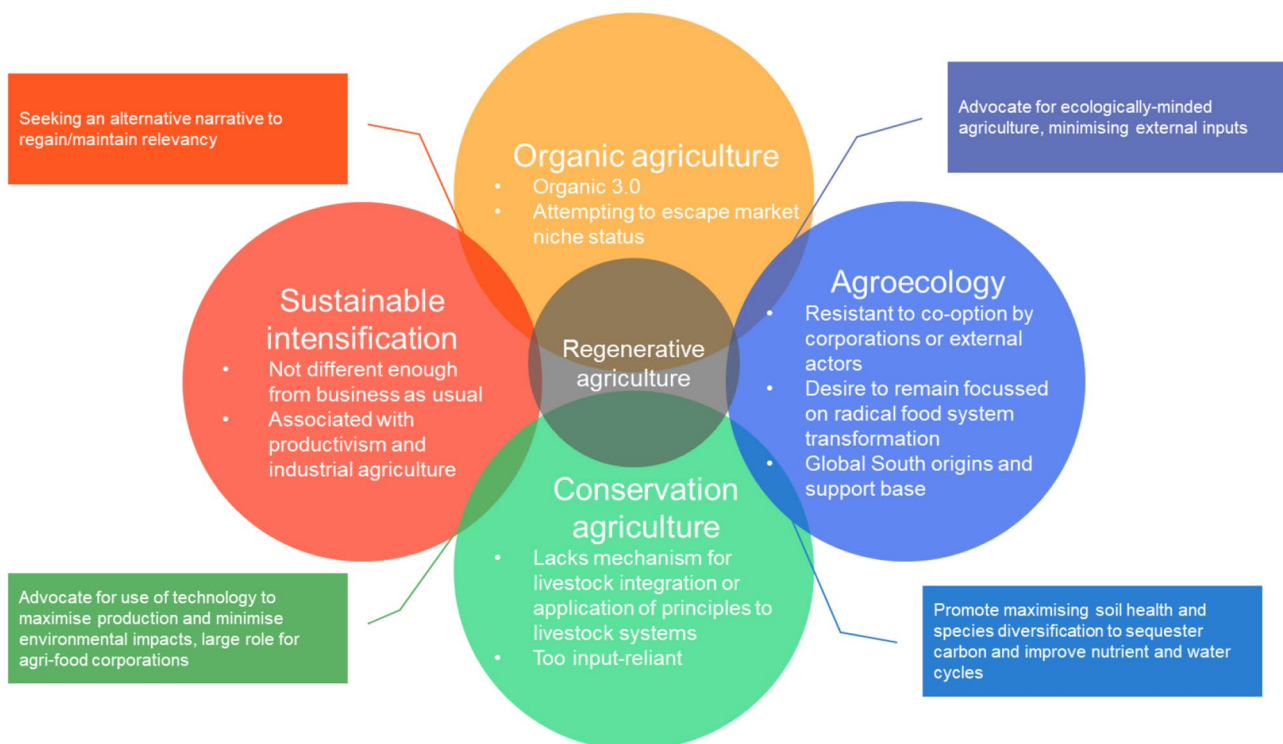 Seeking an alternative narrative to
regain/maintain relevancy
Advocate for ecologically-minded
agriculture, minimising external inputs
Organic agriculture
• Organic 3.0
• Attempting to escape market
niche status
Sustainable
intensification
• Not different enough
from business as usual
• Associated with
productivism and
industrial agriculture
Regenerative
agriculture
Agroecology
• Resistant to co-option by
corporations or external
actors
• Desire to remain focussed
on radical food system
transformation
• Global South origins and
support base
Conservation
agriculture
• Lacks mechanism for
livestock integration or
application of principles to
livestock systems
• Too input-reliant
Advocate for use of technology to
maximise production and minimise
environmental impacts, large role for
agri-food corporations
Promote maximising soil health and
species diversification to sequester
carbon and improve nutrient and water
cycles